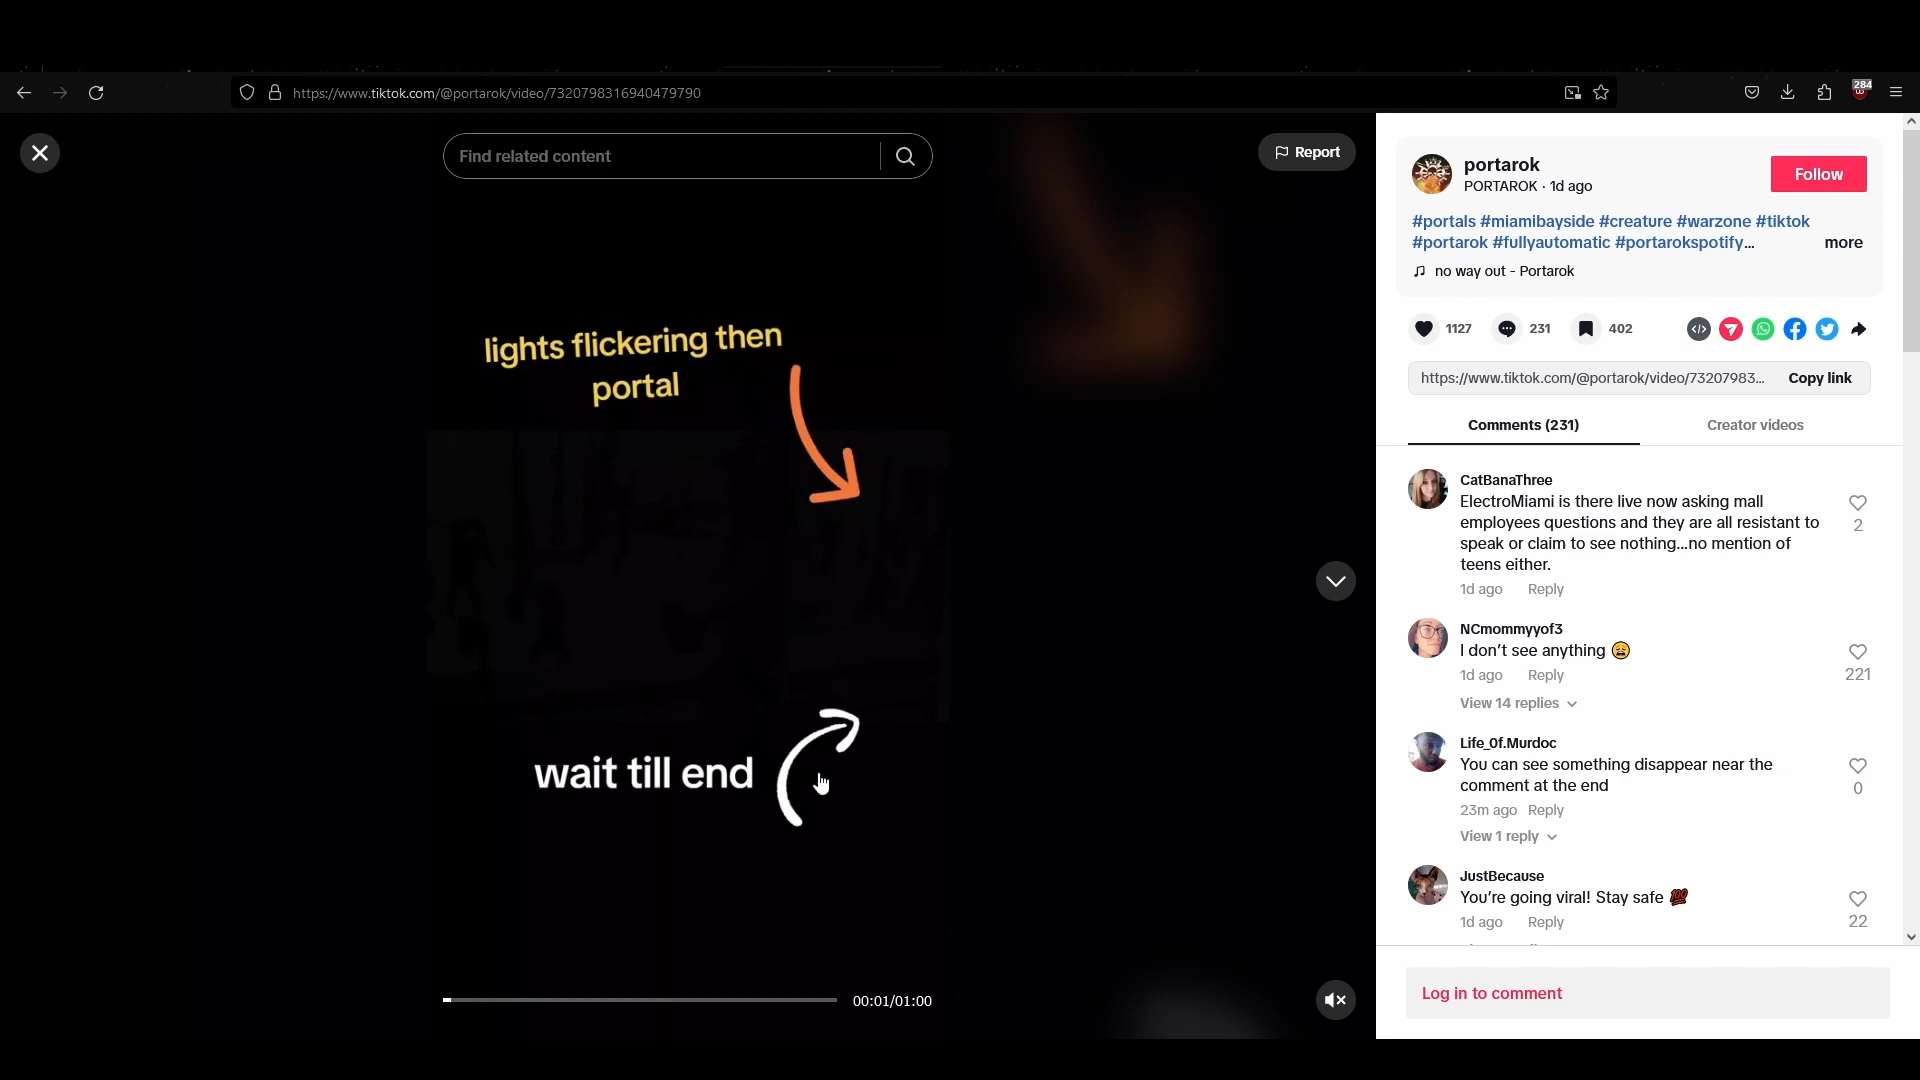 284
https://www.tiktok.com/@portarok/video/7320798316940479790
Find related content
Report
lights flickering then
portal
wait till end
00:01/01:00
portarok
PORTAROK · 1d ago
Follow
#portals #miamibayside #creature #warzone #tiktok
#portarok #fullyautomatic #portarokspotify...
more
no way out - Portarok
1127
231
402
https://www.tiktok.com/@portarok/video/73207983...
Copy link
Comments (231)
Creator videos
CatBanaThree
ElectroMiami is there live now asking mall
employees questions and they are all resistant to
speak or claim to see nothing...no mention of
teens either.
2
1d ago Reply
NCmommyyof3
I don't see anything 😩
221
1d ago Reply
View 14 replies
Life_0f.Murdoc
You can see something disappear near the
comment at the end
0
23m ago Reply
View 1 reply
JustBecause
You're going viral! Stay safe 💯
22
1d ago Reply
Log in to comment